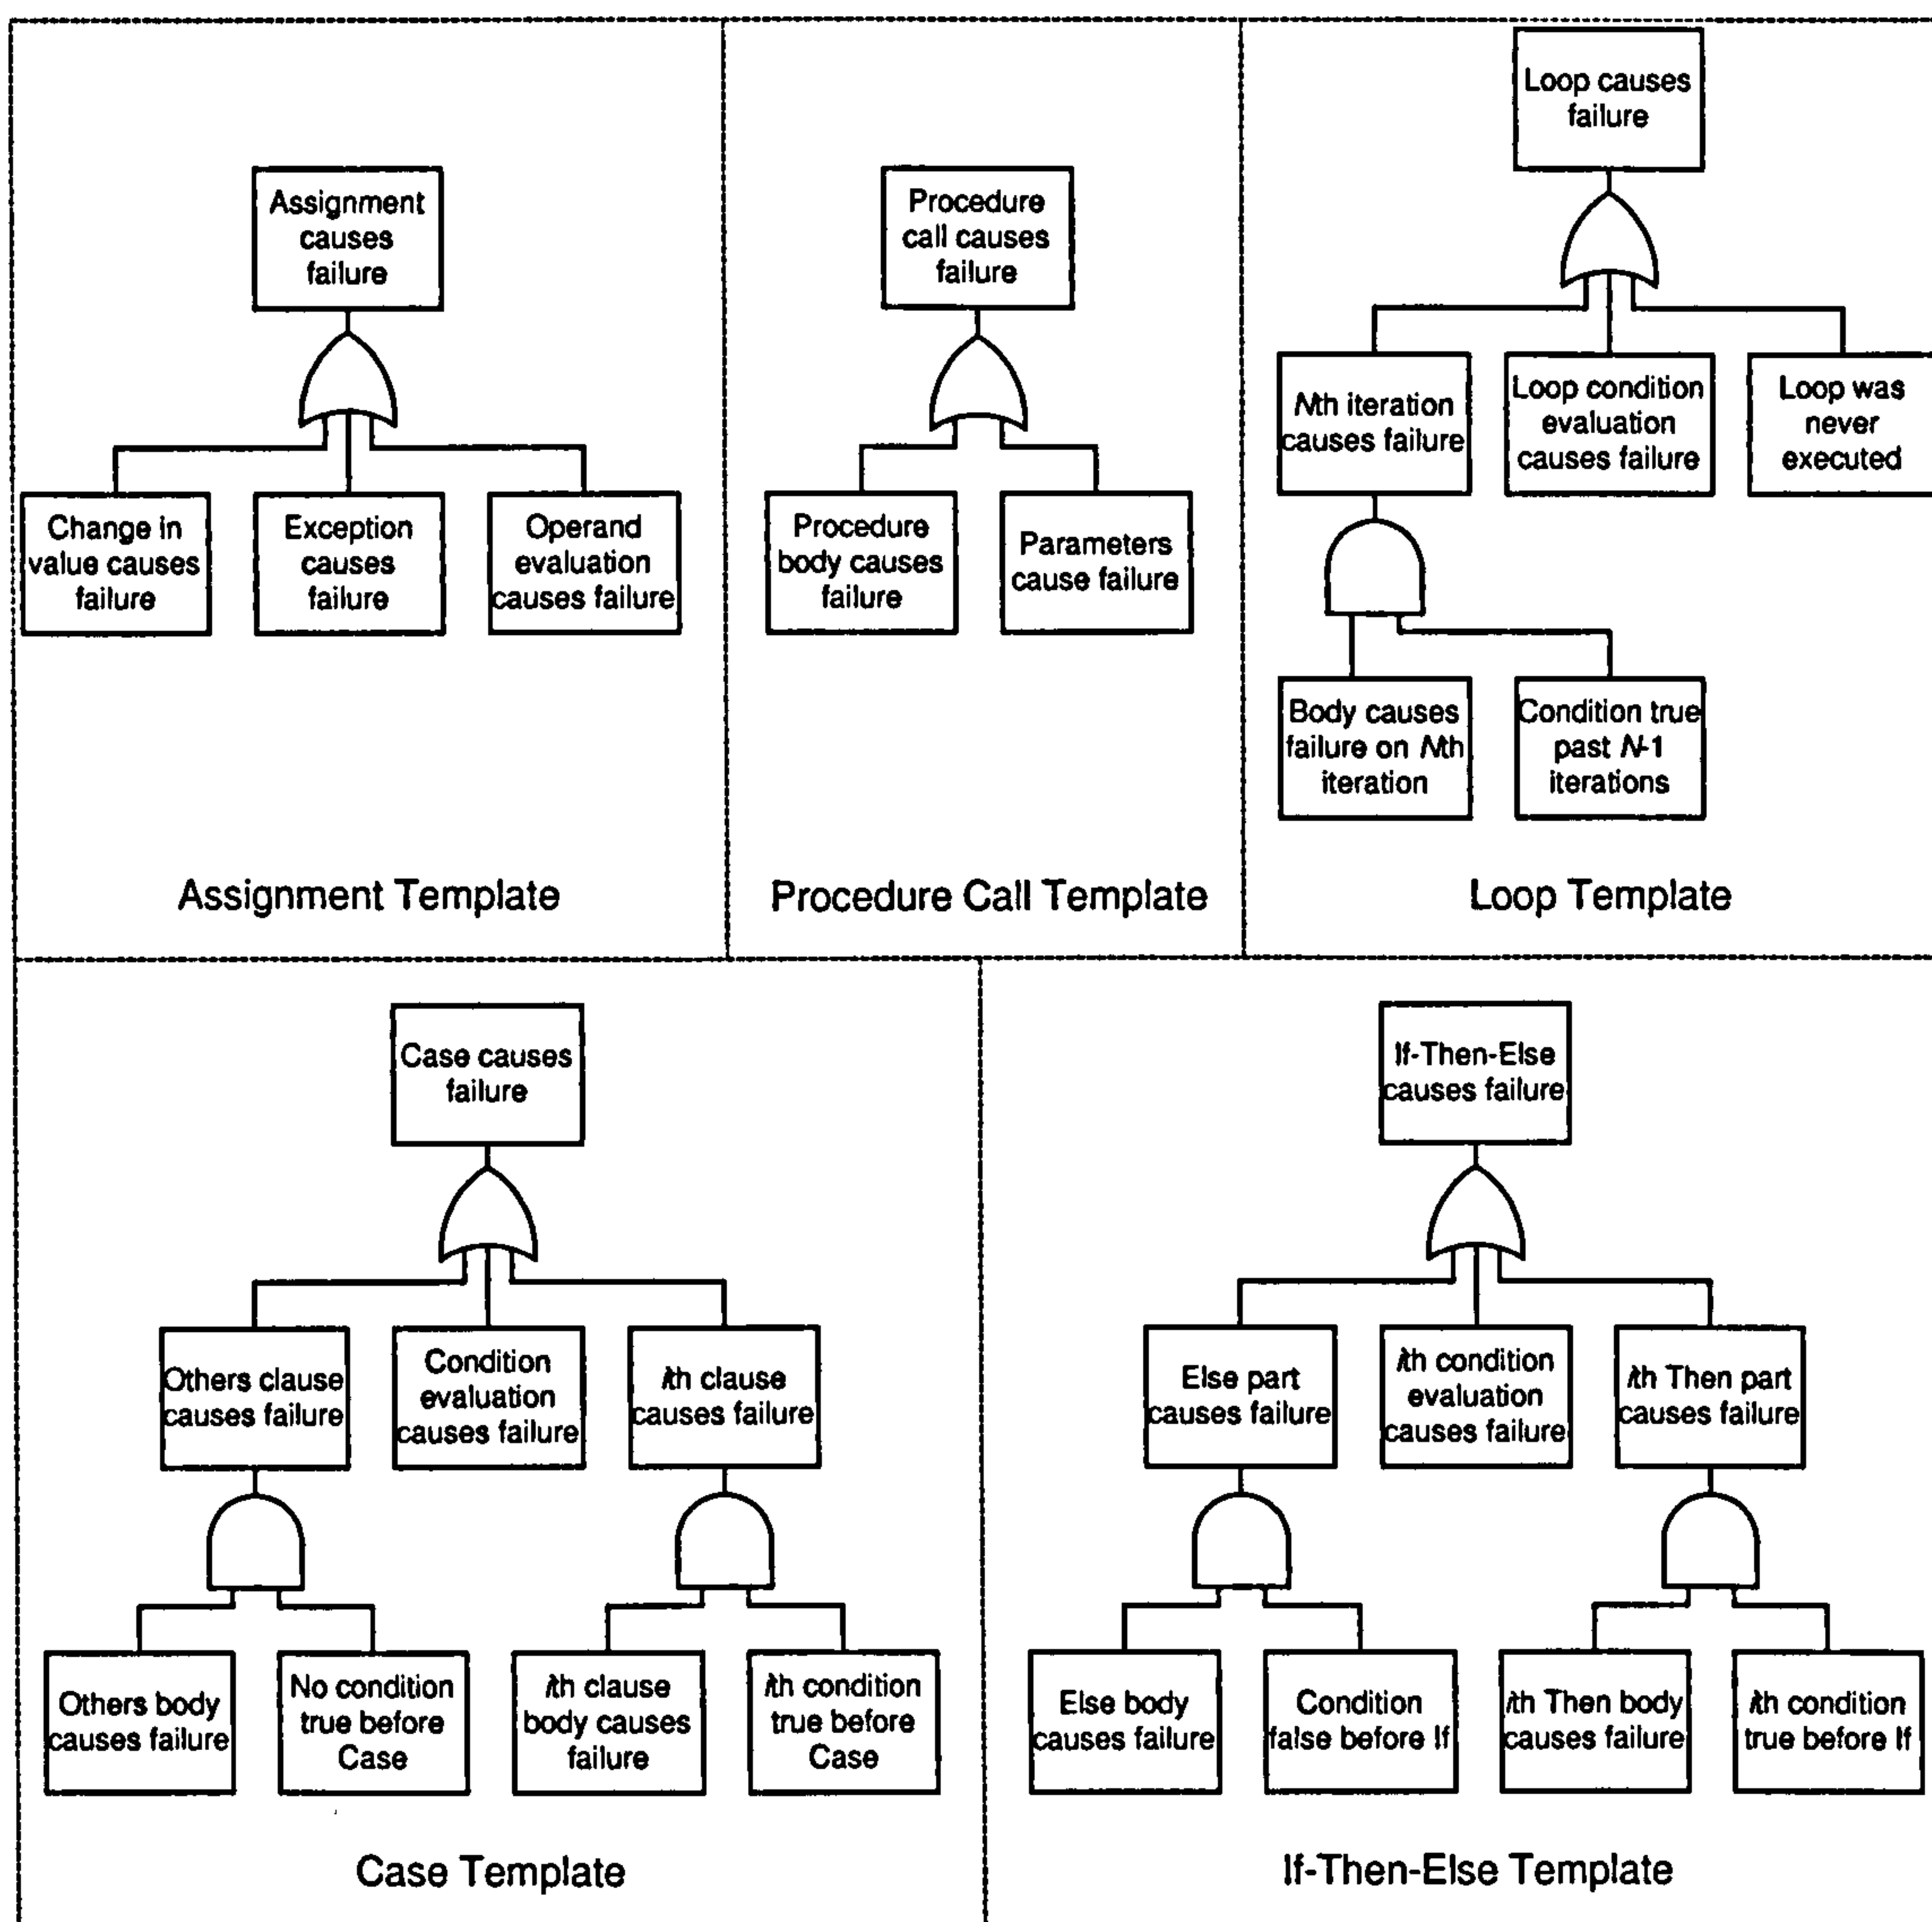 Assignment
causes
failure
Change in
value causes
failure
Exception
causes
failure
Operand
evaluation
causes failure
Assignment Template
Procedure
call causes
failure
Procedure
body causes
failure
Parameters
cause failure
Procedure Call Template
Loop causes
failure
Nth iteration
causes failure
Loop condition
evaluation
causes failure
Loop was
never
executed
Body causes
failure on Nth
iteration
Condition true
past N-1
iterations
Loop Template
Case causes
failure
Others clause
causes failure
Condition
evaluation
causes failure
ith clause
causes failure
Others body
causes failure
No condition
true before
Case
ith clause
body causes
failure
ith condition
true before
Case
Case Template
If-Then-Else
causes failure
Else part
causes failure
ith condition
evaluation
causes failure
ith Then part
causes failure
Else body
causes failure
Condition
false before If
ith Then body
causes failure
ith condition
true before If
If-Then-Else Template